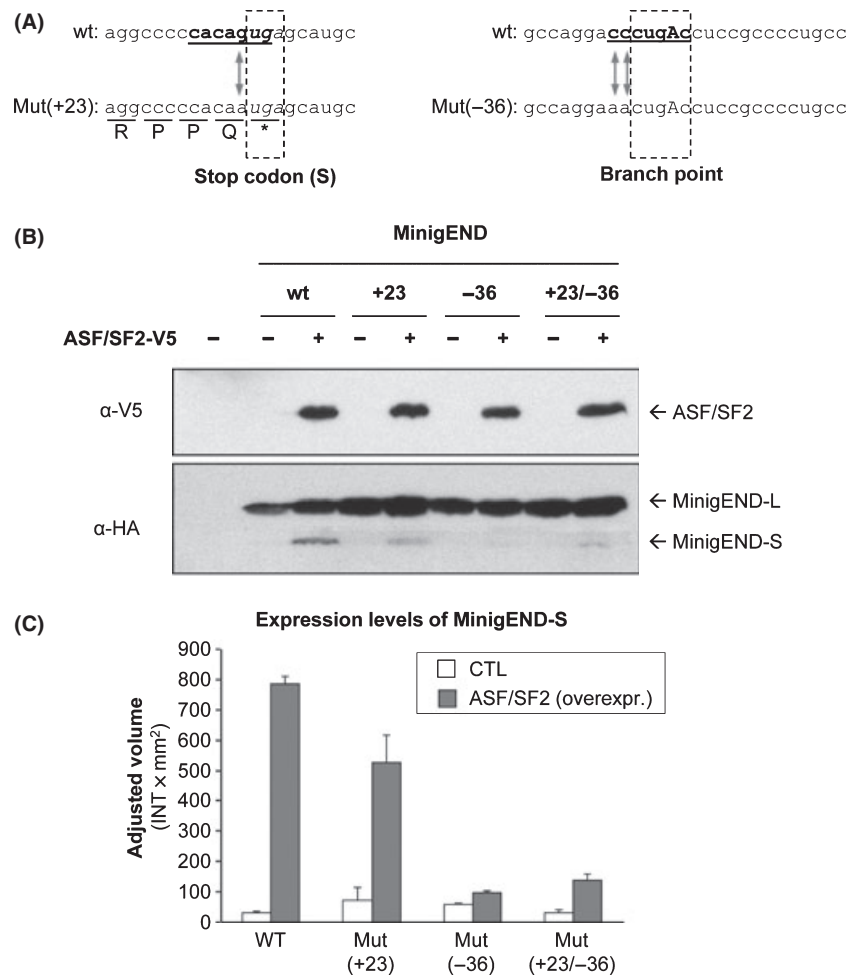 (A)
wt: aggcccccacagugagcaugc
Mut(+23): aggcccccacaaugagcaugc
R P P Q *
Stop codon (S)
wt: gccaggacccugAccuccgccccugcc
Mut(–36): gccaggaaacugAccuccgccccugcc
Branch point
(B)
MinigEND
wt +23 –36 +23/–36
ASF/SF2-V5 – – + – + – + – +
α-V5
← ASF/SF2
α-HA
← MinigEND-L
← MinigEND-S
(C)
Expression levels of MinigEND-S
Adjusted volume
(INT × mm²)
900
800
700
600
500
400
300
200
100
0
CTL
ASF/SF2 (overexpr.)
WT
Mut
(+23)
Mut
(–36)
Mut
(+23/–36)